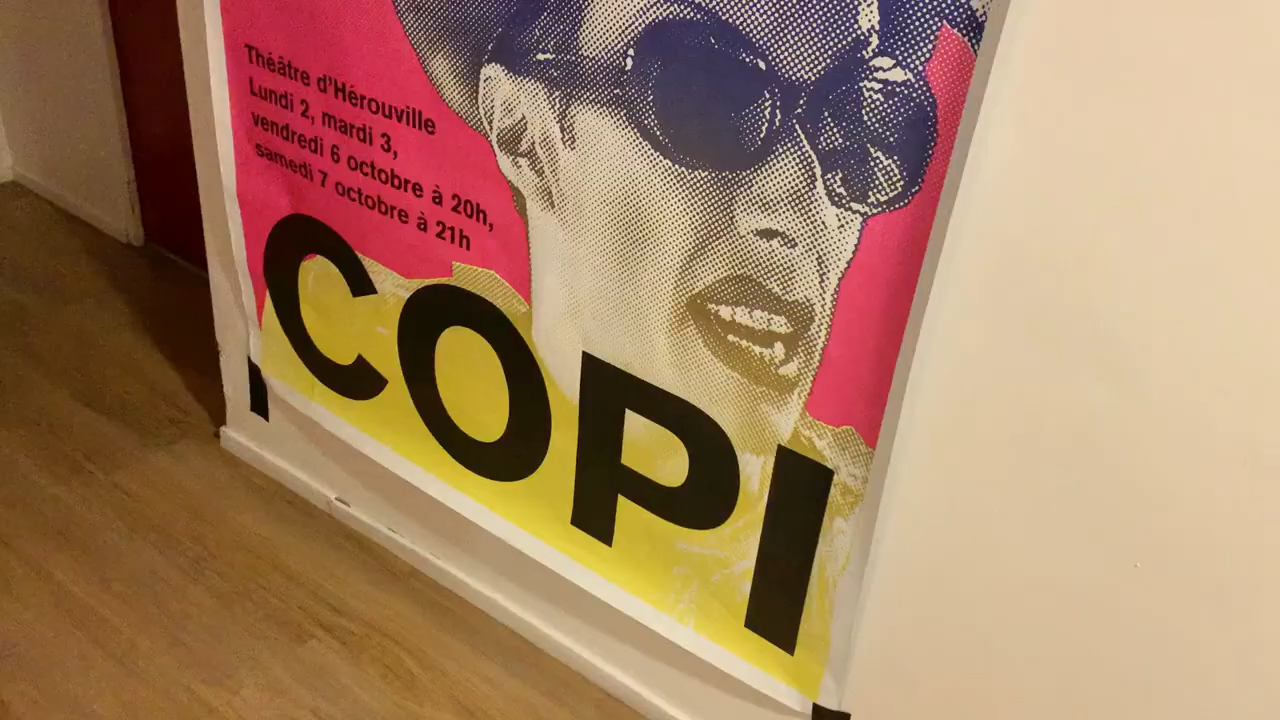 Théâtre d'Hérouville
Lundi 2, mardi 3,
vendredi 6 octobre à 20h,
samedi 7 octobre à 21h
COPI